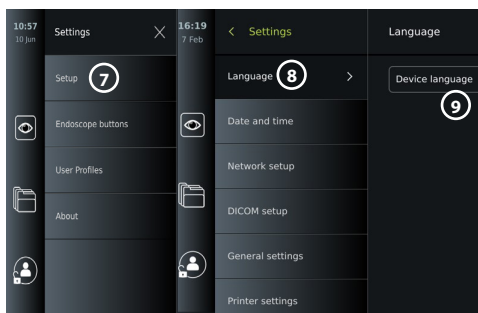 10:57
10 Jun
Settings
Setup
7
Endoscope buttons
User Profiles
About
16:19
7 Feb
< Settings
Language
8
>
Date and time
Network setup
DICOM setup
General settings
Printer settings
Language
Device language
9